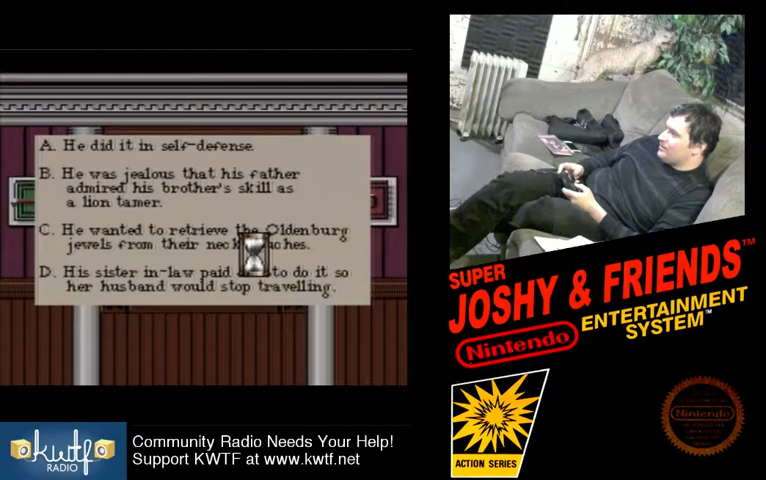 A. He did it in self-defense.
B. He was jealous that his father
admired his brother's skill as
a lion tamer.
C. He wanted to retrieve the Oldenburg
jewels from their neck
D. His sister in-law paid to do it so
her husband would stop travelling.
SUPER
JOSHY & FRIENDS™
Nintendo
ENTERTAINMENT
SYSTEM™
ACTION SERIES
Nintendo
kwtf
RADIO
Community Radio Needs Your Help!
Support KWTF at www.kwtf.net